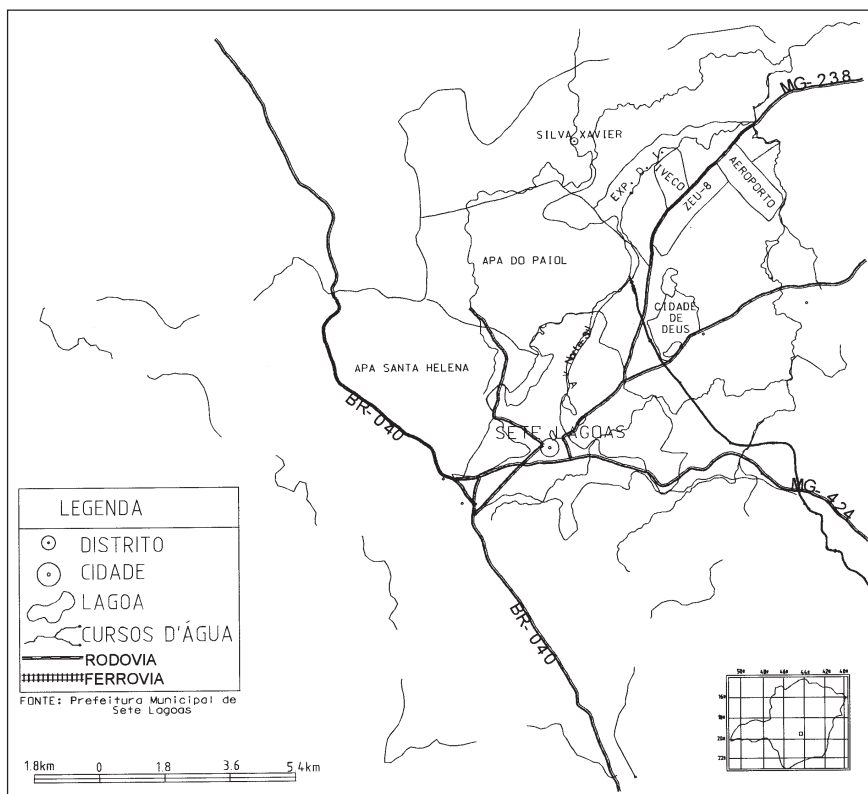 MG-238
SILVA XAVIER
EXP. D. I.
IVECO
ZEU-8
AEROPORTO
APA DO PAIOL
CIDADE
DE
DEUS
APA SANTA HELENA
BR-040
SETE LAGOAS
MG-424
BR-040
LEGENDA
DISTRITO
CIDADE
LAGOA
CURSOS D'ÁGUA
RODOVIA
FERROVIA
FONTE: Prefeitura Municipal de
Sete Lagoas
1.8km 0 1.8 3.6 5.4km